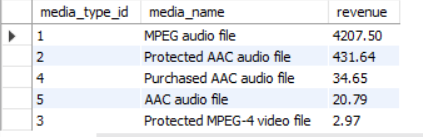 media_type_id media_name revenue
1 MPEG audio file 4207.50
2 Protected AAC audio file 431.64
4 Purchased AAC audio file 34.65
5 AAC audio file 20.79
3 Protected MPEG-4 video file 2.97